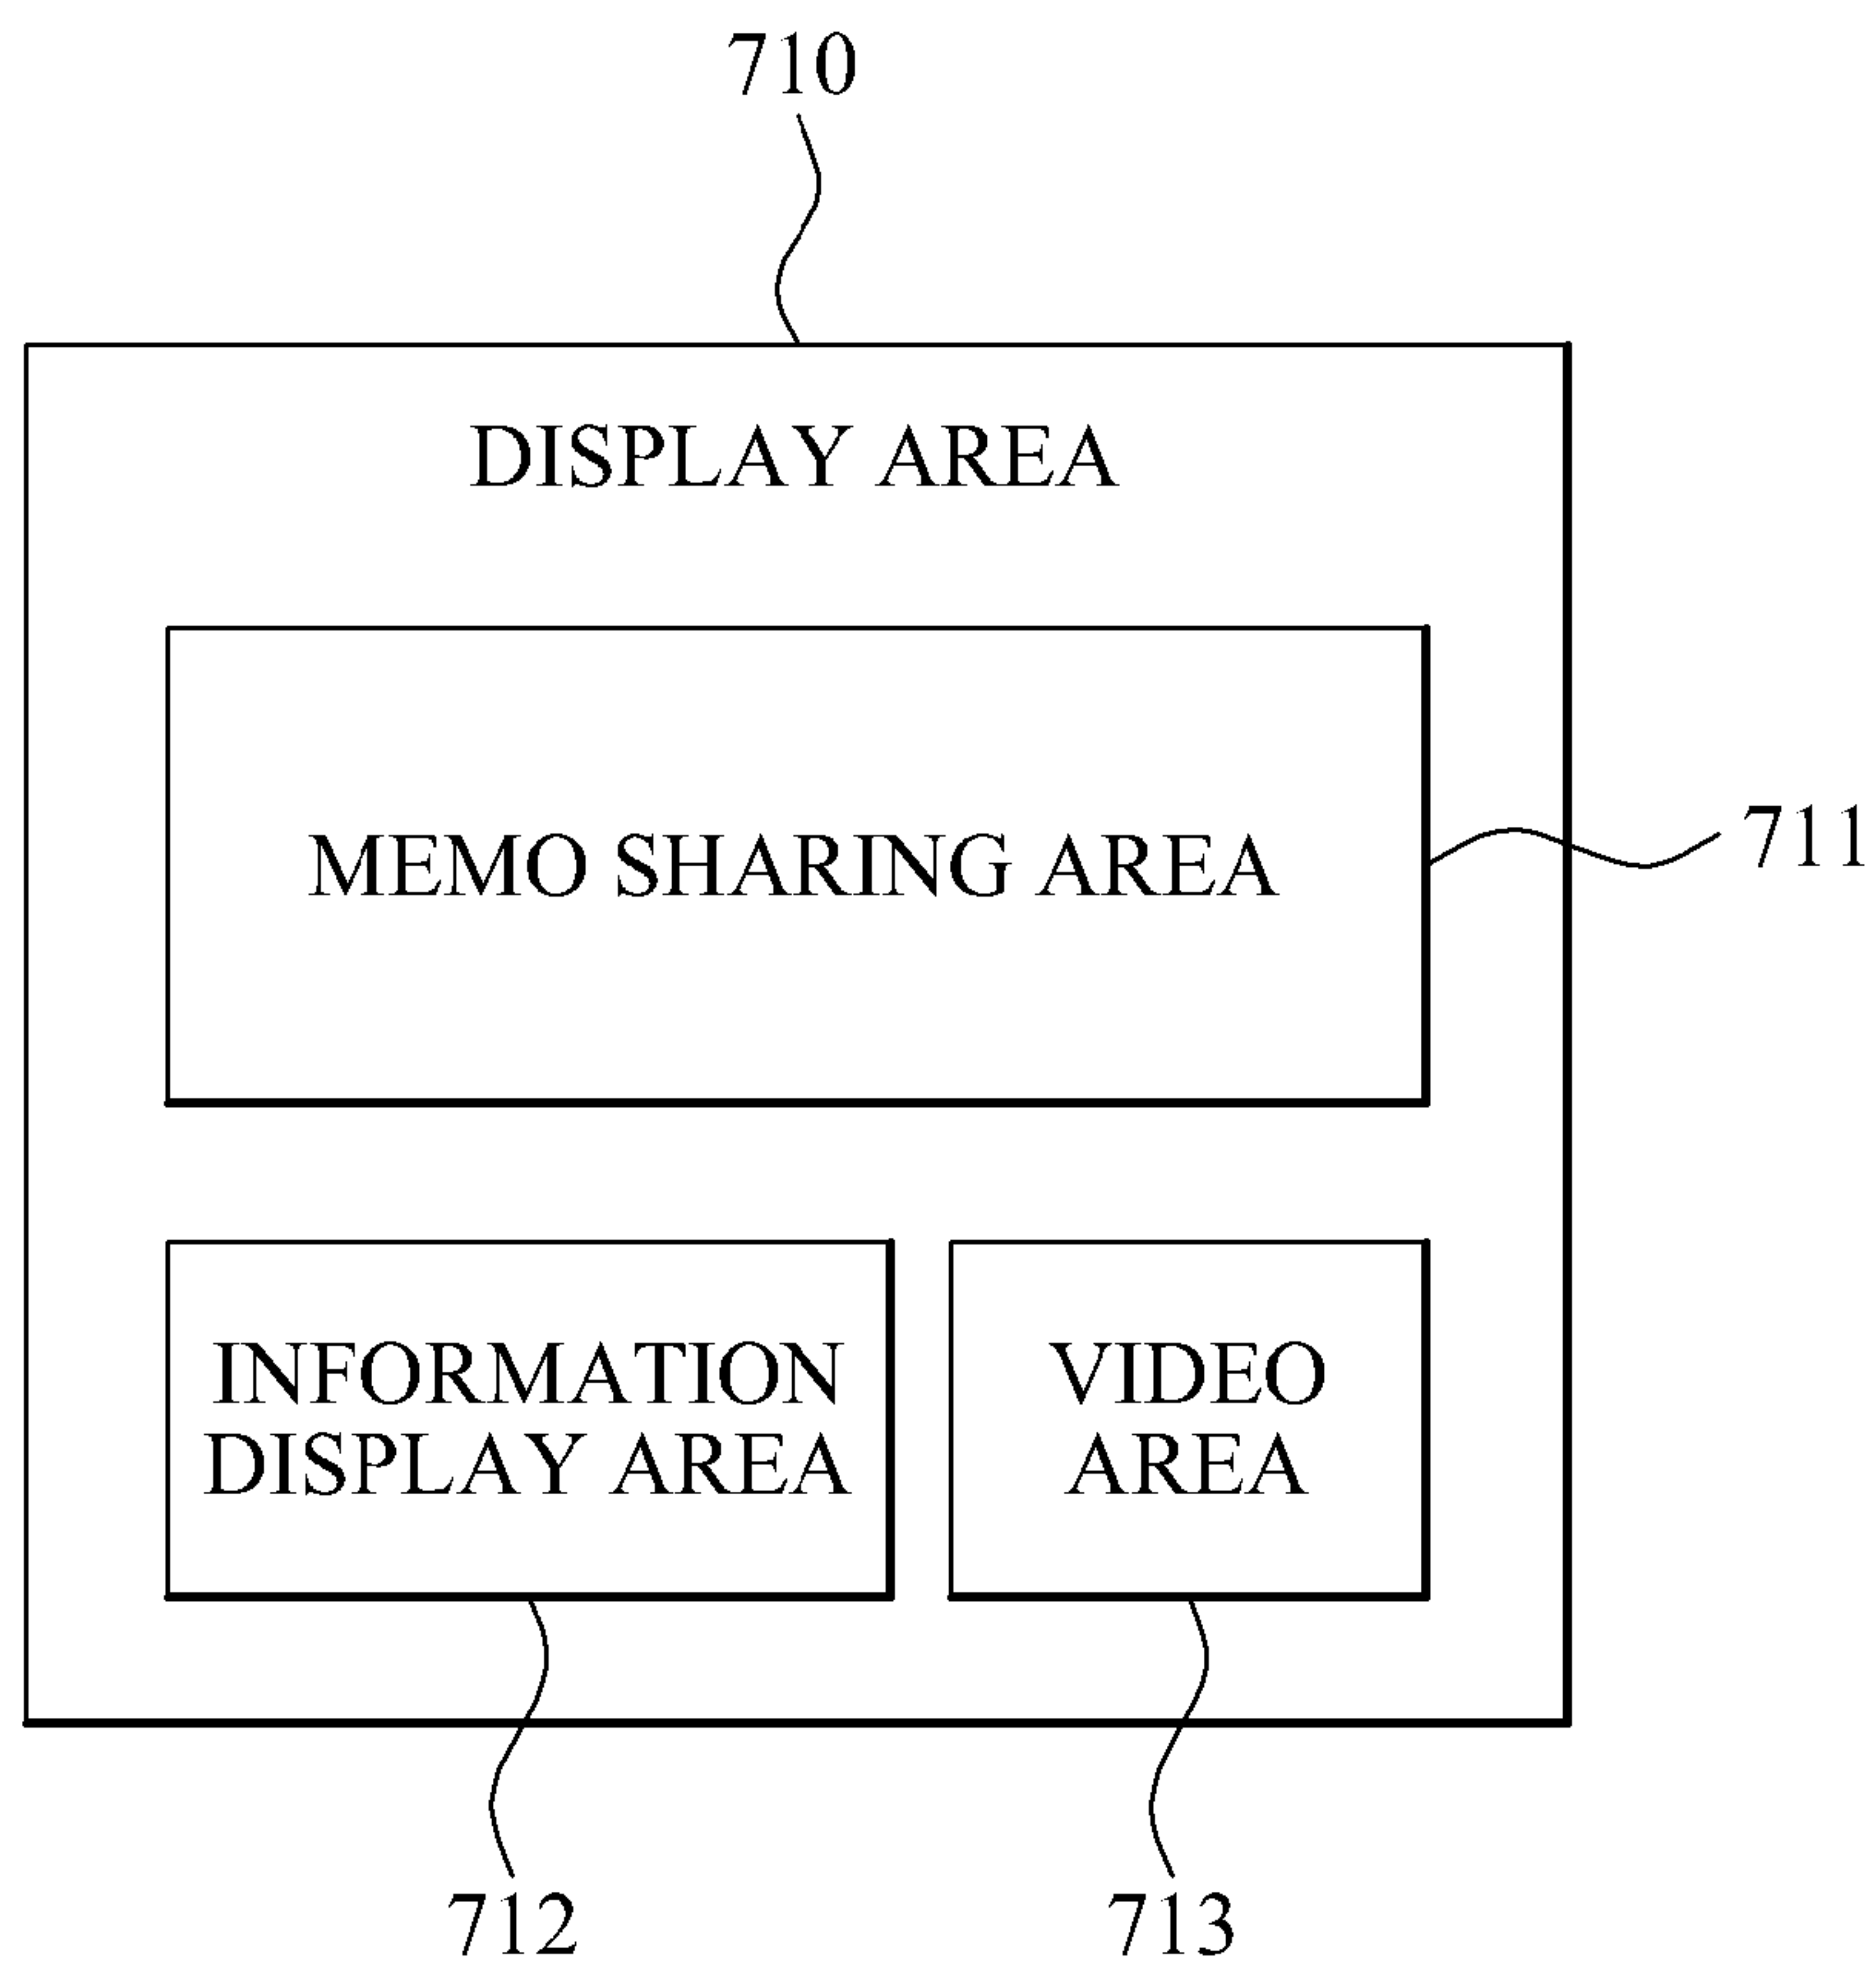 710
DISPLAY AREA
MEMO SHARING AREA
711
INFORMATION
DISPLAY AREA
VIDEO
AREA
712
713